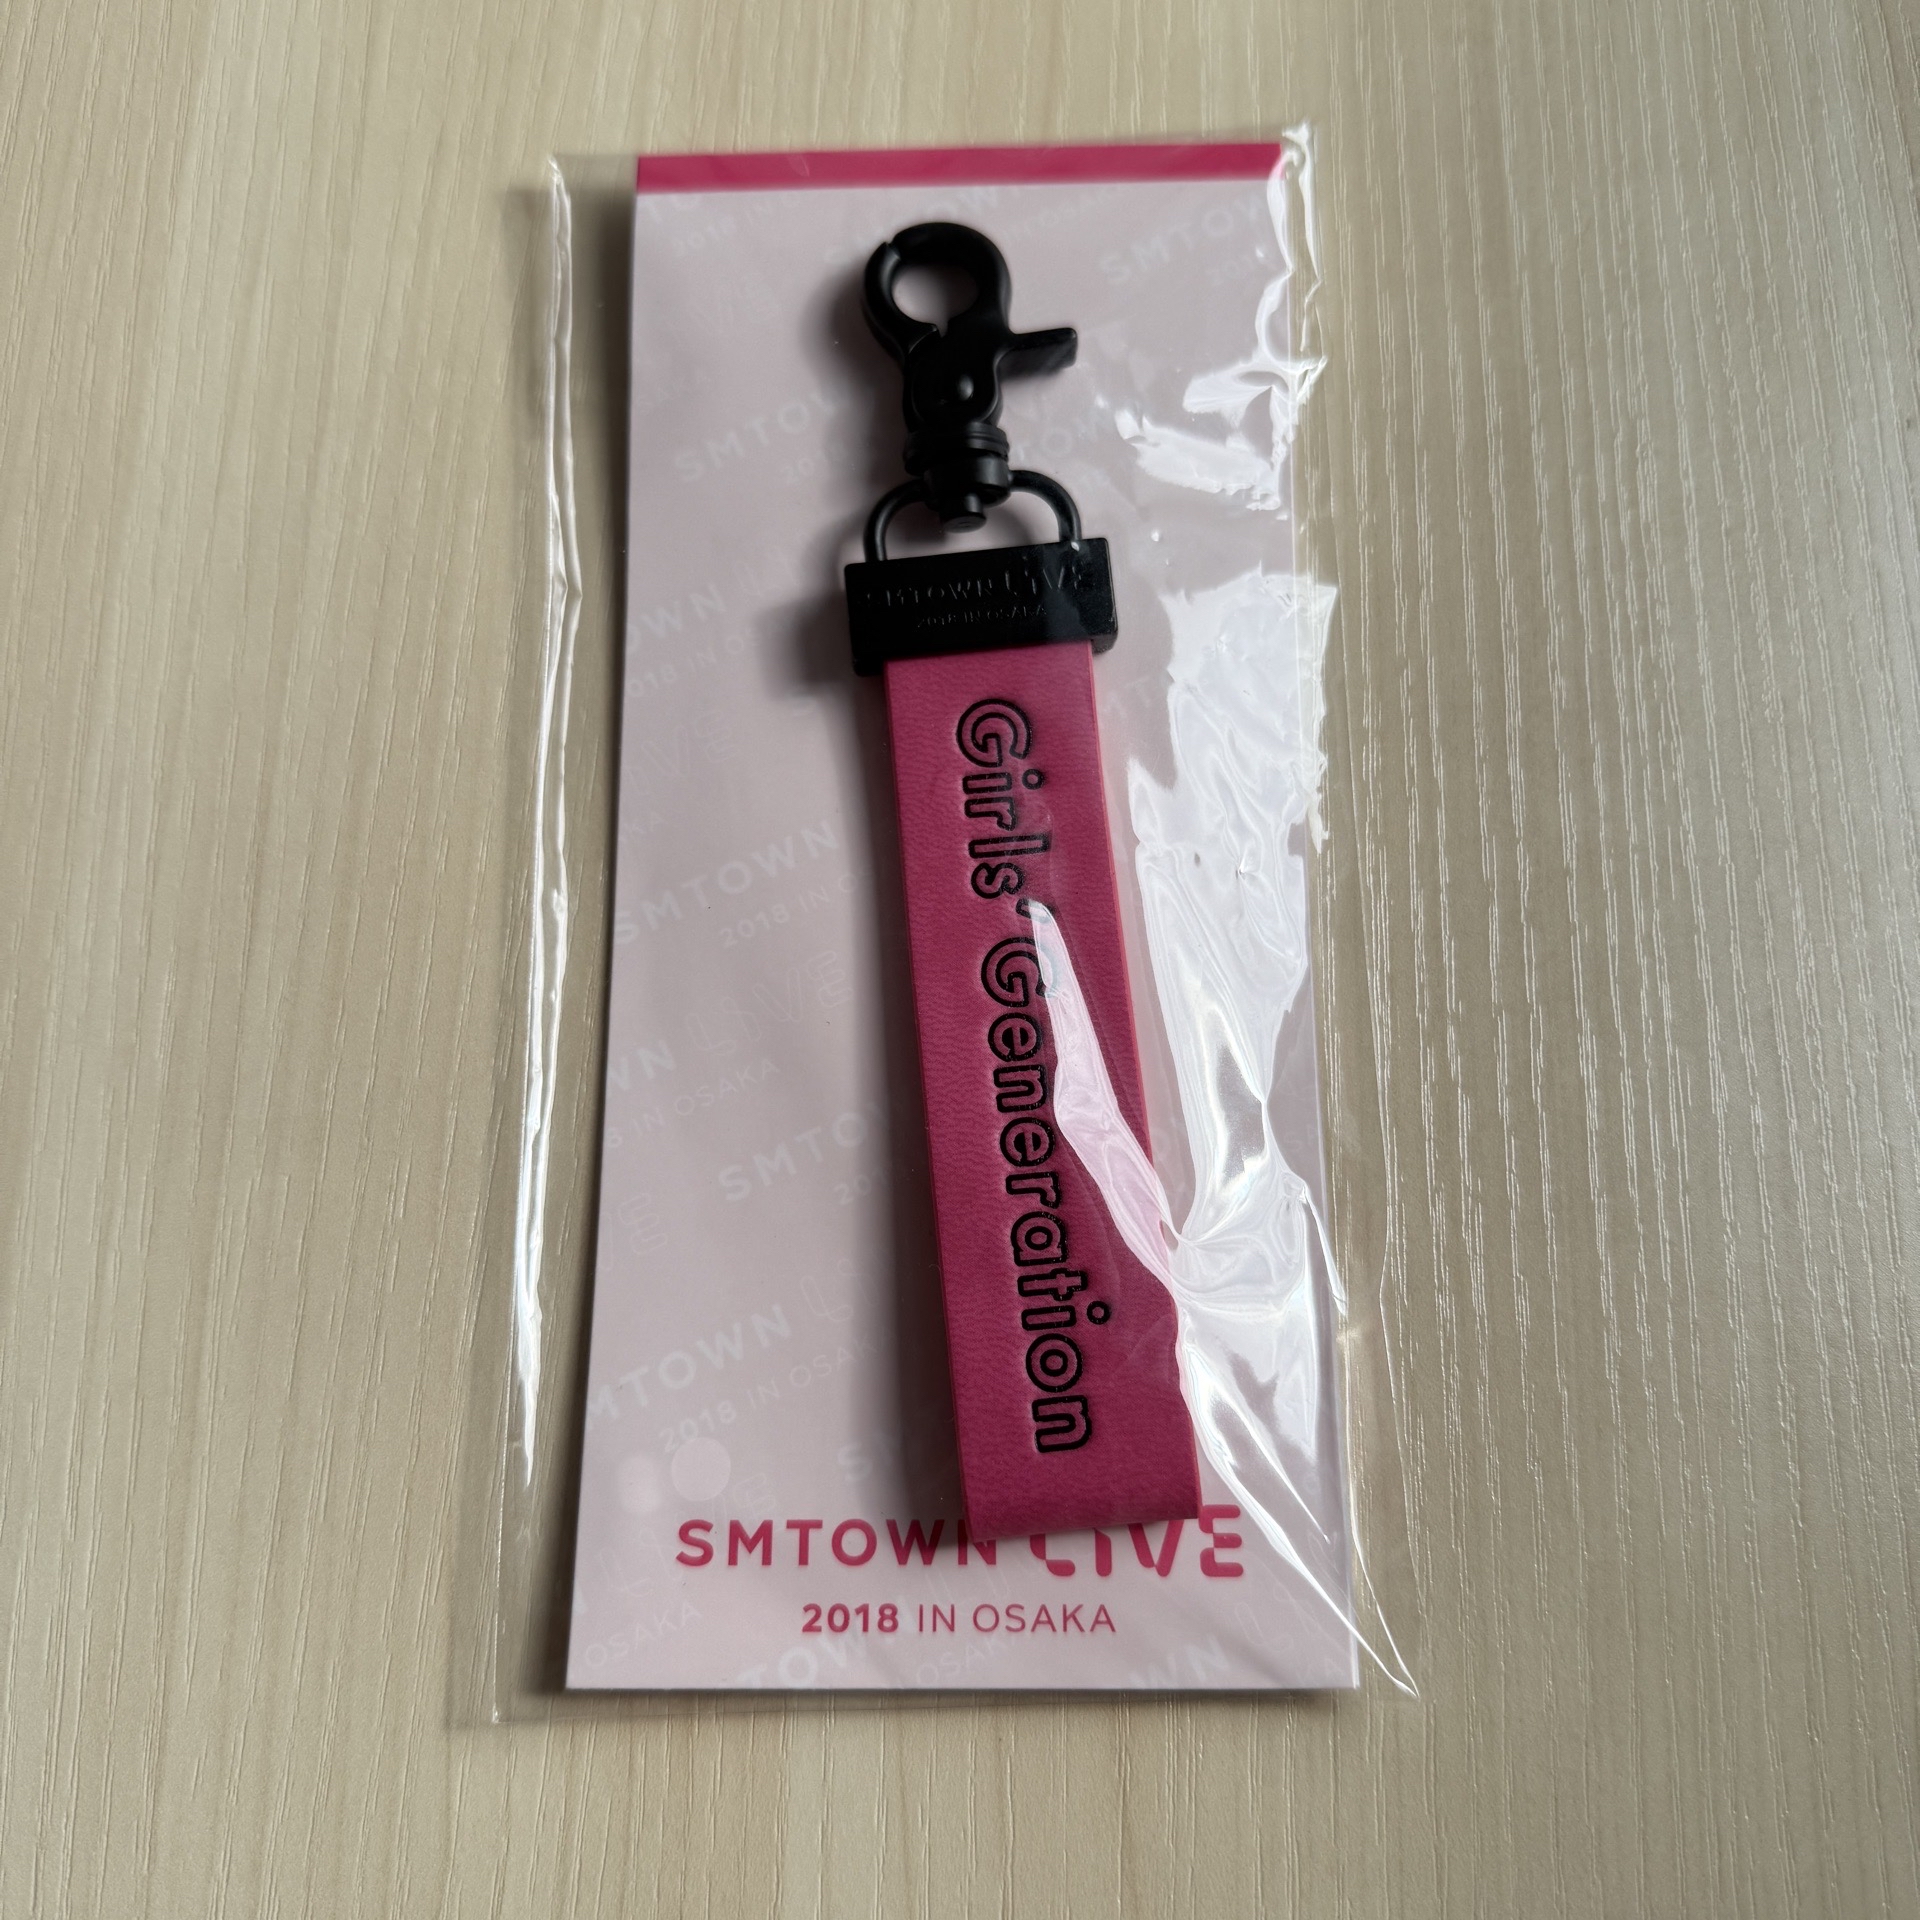 SMTOWN LIVE
2018 IN OSAKA
Girls' Generation
SMTOWN LIVE
2018 IN OSAKA